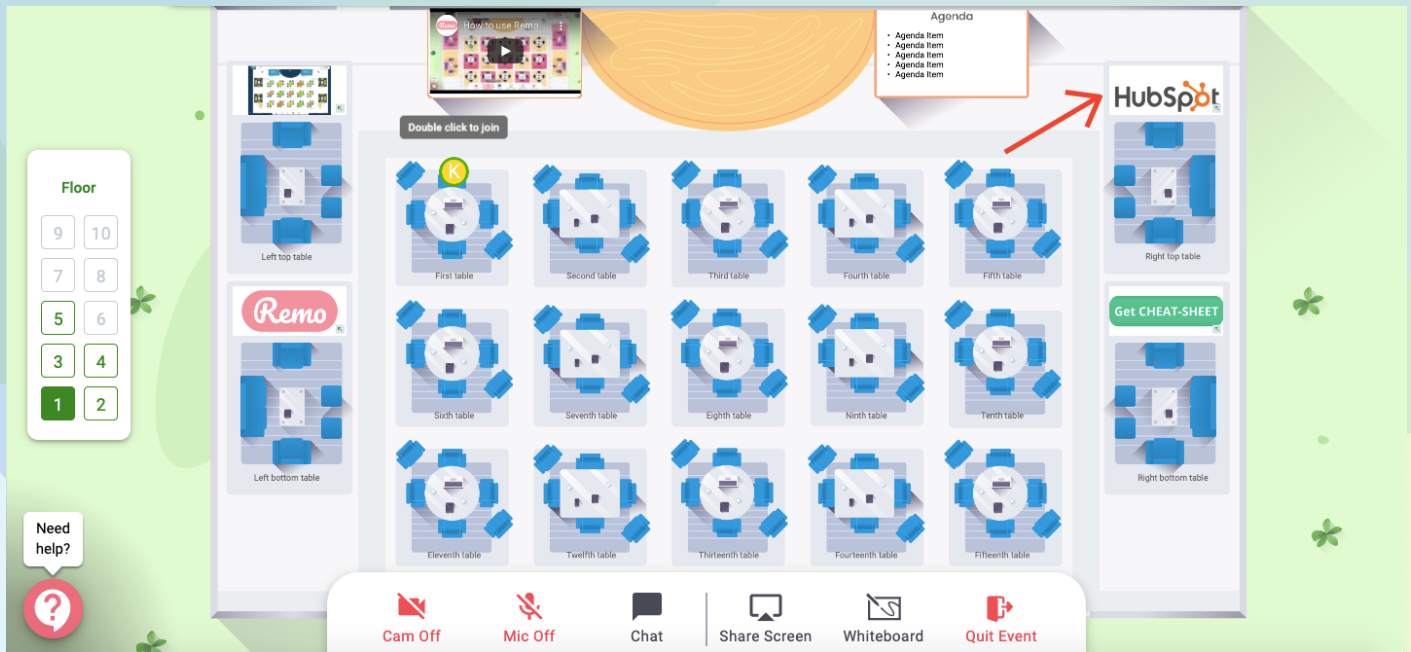 Remo
How to use Remo...
Agenda
• Agenda Item
• Agenda Item
• Agenda Item
• Agenda Item
• Agenda Item
HubSpot
Double click to join
K
Floor
9 10
7 8
5 6
3 4
1 2
Left top table
First table
Second table
Third table
Fourth table
Fifth table
Right top table
Remo
Get CHEAT-SHEET
Sixth table
Seventh table
Eighth table
Ninth table
Tenth table
Left bottom table
Right bottom table
Eleventh table
Twelfth table
Thirteenth table
Fourteenth table
Fifteenth table
Need
help?
Cam Off
Mic Off
Chat
Share Screen
Whiteboard
Quit Event